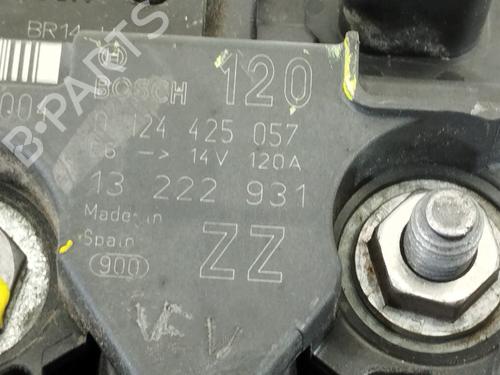 BR14
BOSCH 120
004
0 124 425 057
E8 -> 14V 120A
13 222 931
Made in
Spain
ZZ
900
B-PARTS